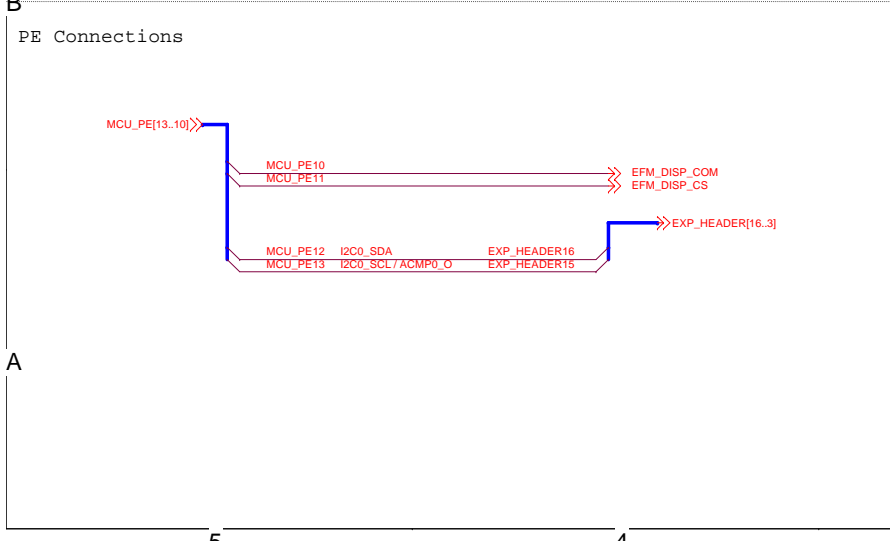 B
PE Connections
MCU_PE[13..10]
MCU_PE10
EFM_DISP_COM
MCU_PE11
EFM_DISP_CS
EXP_HEADER[16..3]
MCU_PE12 I2C0_SDA EXP_HEADER16
MCU_PE13 I2C0_SCL / ACMP0_O EXP_HEADER15
A
5 4